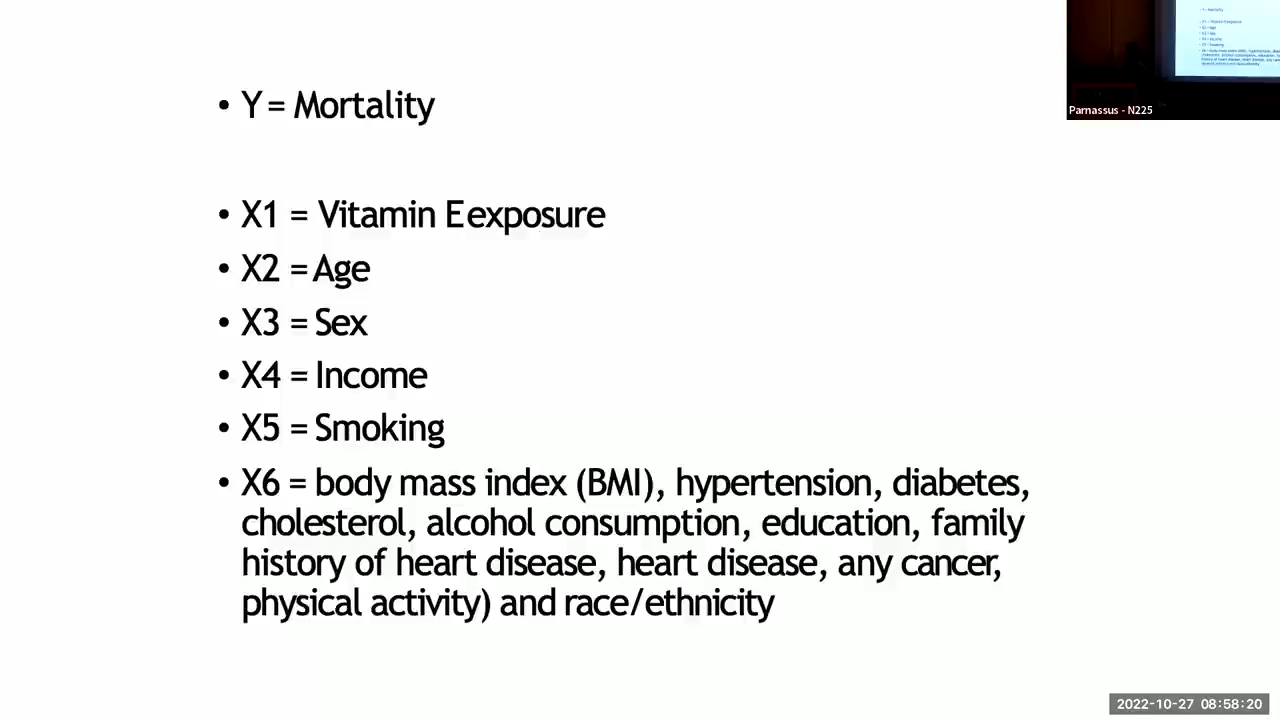 • Y = Mortality
• X1 = Vitamin E exposure
• X2 = Age
• X3 = Sex
• X4 = Income
• X5 = Smoking
• X6 = body mass index (BMI), hypertension, diabetes,
cholesterol, alcohol consumption, education, family
history of heart disease, heart disease, any cancer,
physical activity) and race/ethnicity
Parnassus - N225
2022-10-27 08:58:20